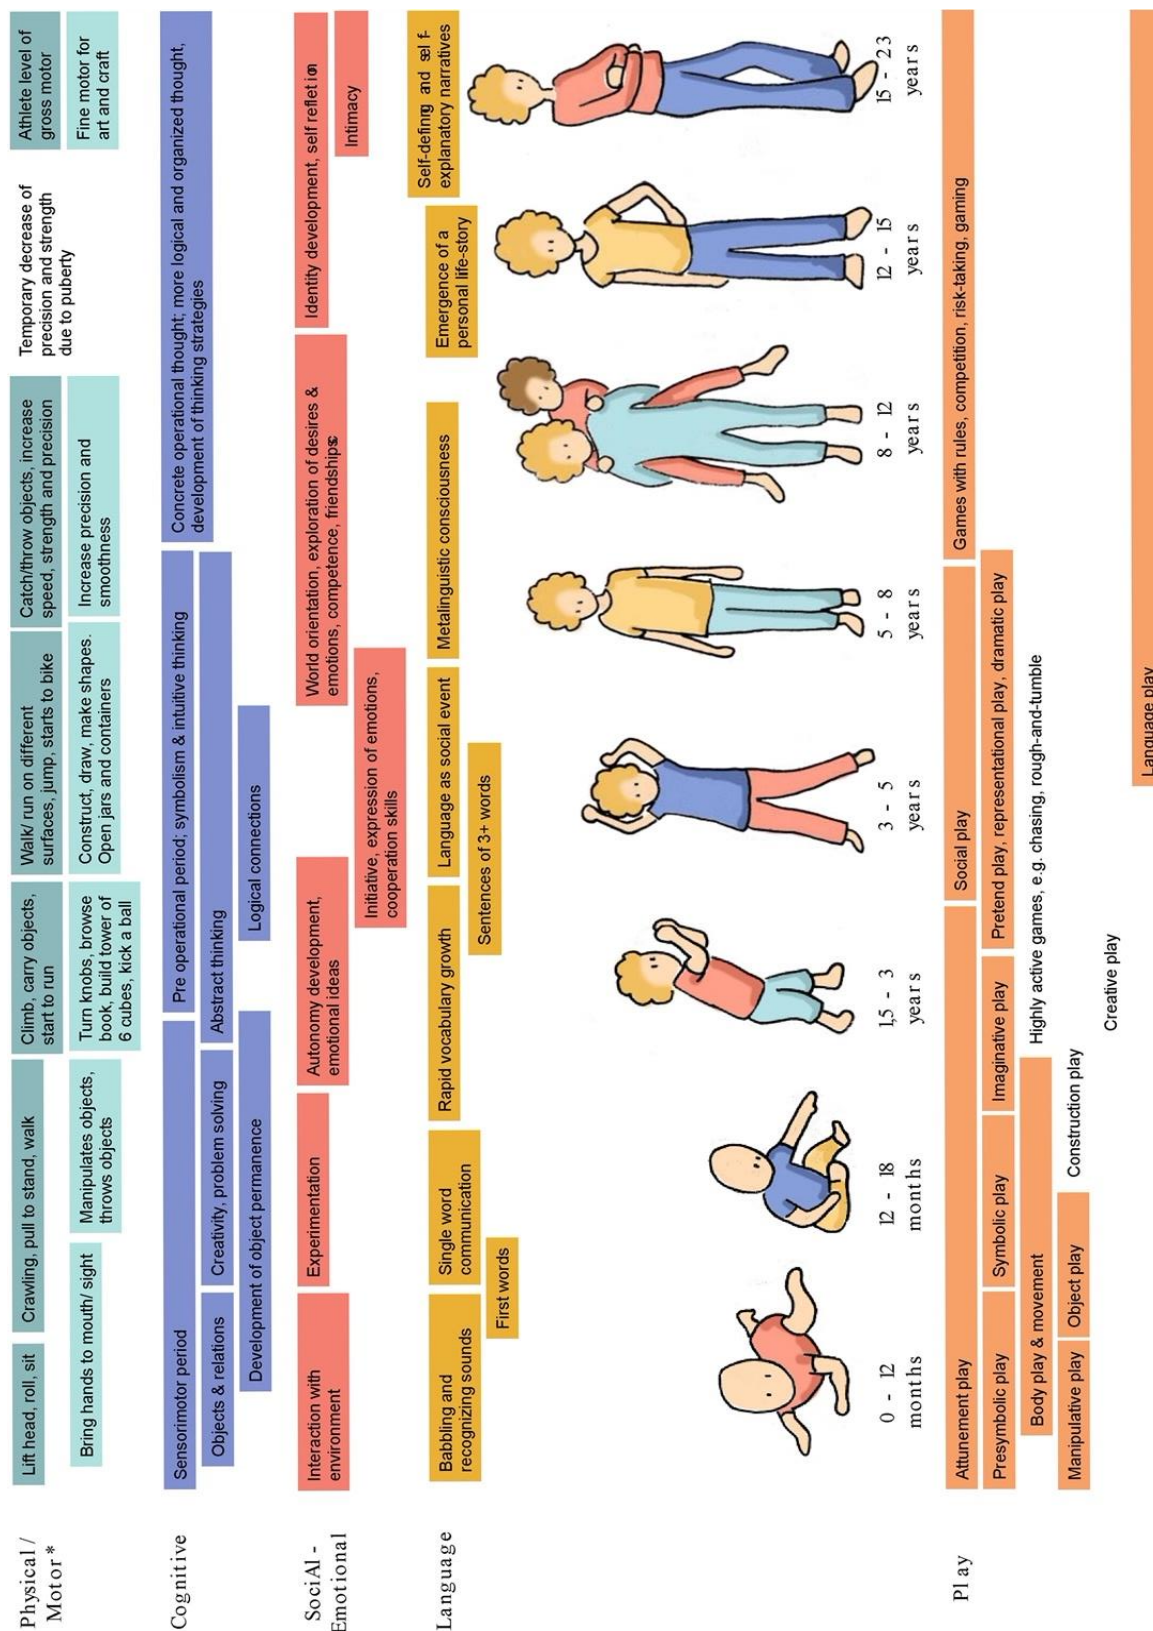 Physical /
Motor*
Lift head, roll, sit
Crawling, pull to stand, walk
Climb, carry objects,
start to run
Walk/ run on different
surfaces, jump, starts to bike
Catch/throw objects, increase
speed, strength and precision
Temporary decrease of
precision and strength
due to puberty
Athlete level of
gross motor
Bring hands to mouth/ sight
Manipulates objects,
throws objects
Turn knobs, browse
book, build tower of
6 cubes, kick a ball
Construct, draw, make shapes.
Open jars and containers
Increase precision and
smoothness
Fine motor for
art and craft
Cognitive
Sensorimotor period
Pre operational period; symbolism & intuitive thinking
Concrete operational thought; more logical and organized thought,
development of thinking strategies
Objects & relations
Creativity, problem solving
Abstract thinking
Development of object permanence
Logical connections
SociAl -
Emotional
Interaction with
environment
Experimentation
Autonomy development,
emotional ideas
World orientation, exploration of desires &
emotions, competence, friendships
Identity development, self refletion
Initiative, expression of emotions,
cooperation skills
Intimacy
Language
Babbling and
recognizing sounds
Single word
communication
Rapid vocabulary growth
Language as social event
Metalinguistic consciousness
Emergence of a
personal life-story
Self-defining and self-
explanatory narratives
First words
Sentences of 3+ words
0 - 12
months
12 - 18
months
1,5 - 3
years
3 - 5
years
5 - 8
years
8 - 12
years
12 - 15
years
15 - 23
years
Play
Attunement play
Social play
Games with rules, competition, risk-taking, gaming
Presymbolic play
Symbolic play
Imaginative play
Pretend play, representational play, dramatic play
Body play & movement
Highly active games, e.g. chasing, rough-and-tumble
Manipulative play
Object play
Construction play
Creative play
Language play